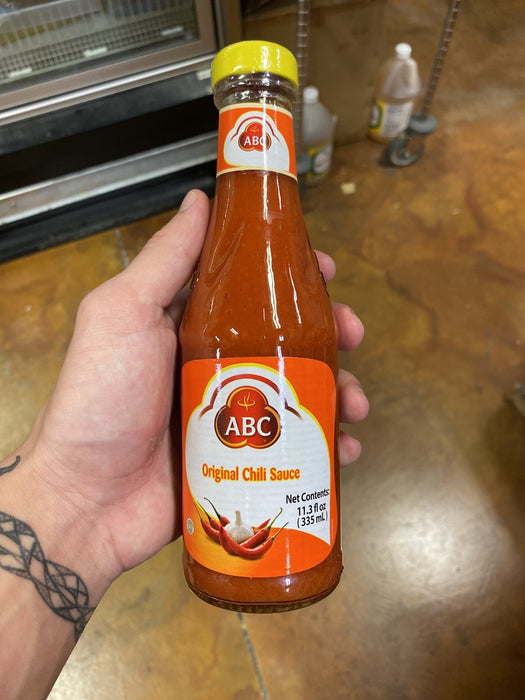 ABC
ABC
Original Chili Sauce
Net Contents:
11.3 fl oz
(335 mL)